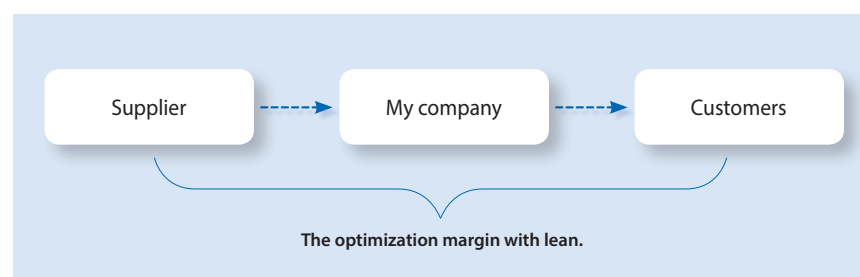 Supplier
My company
Customers
The optimization margin with lean.